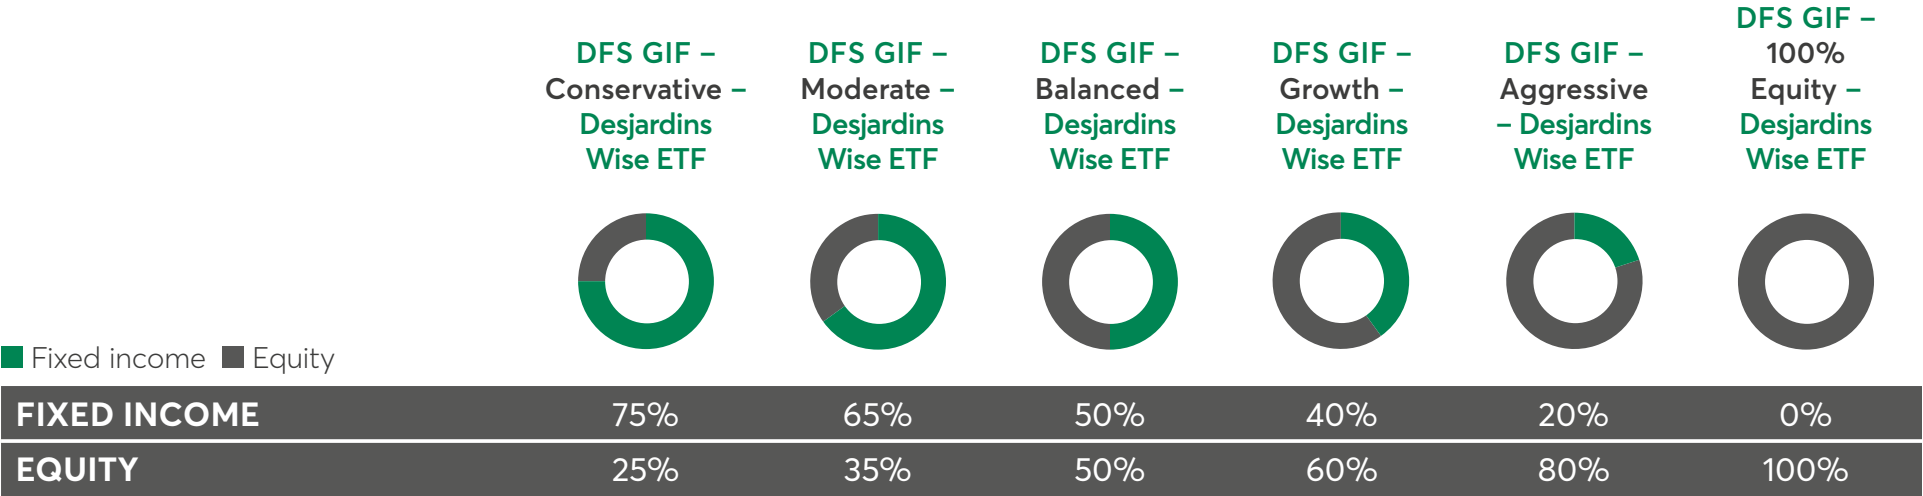 DFS GIF –
Conservative –
Desjardins
Wise ETF
DFS GIF –
Moderate –
Desjardins
Wise ETF
DFS GIF –
Balanced –
Desjardins
Wise ETF
DFS GIF –
Growth –
Desjardins
Wise ETF
DFS GIF –
Aggressive
– Desjardins
Wise ETF
DFS GIF –
100%
Equity –
Desjardins
Wise ETF
Fixed income Equity
FIXED INCOME 75% 65% 50% 40% 20% 0%
EQUITY 25% 35% 50% 60% 80% 100%